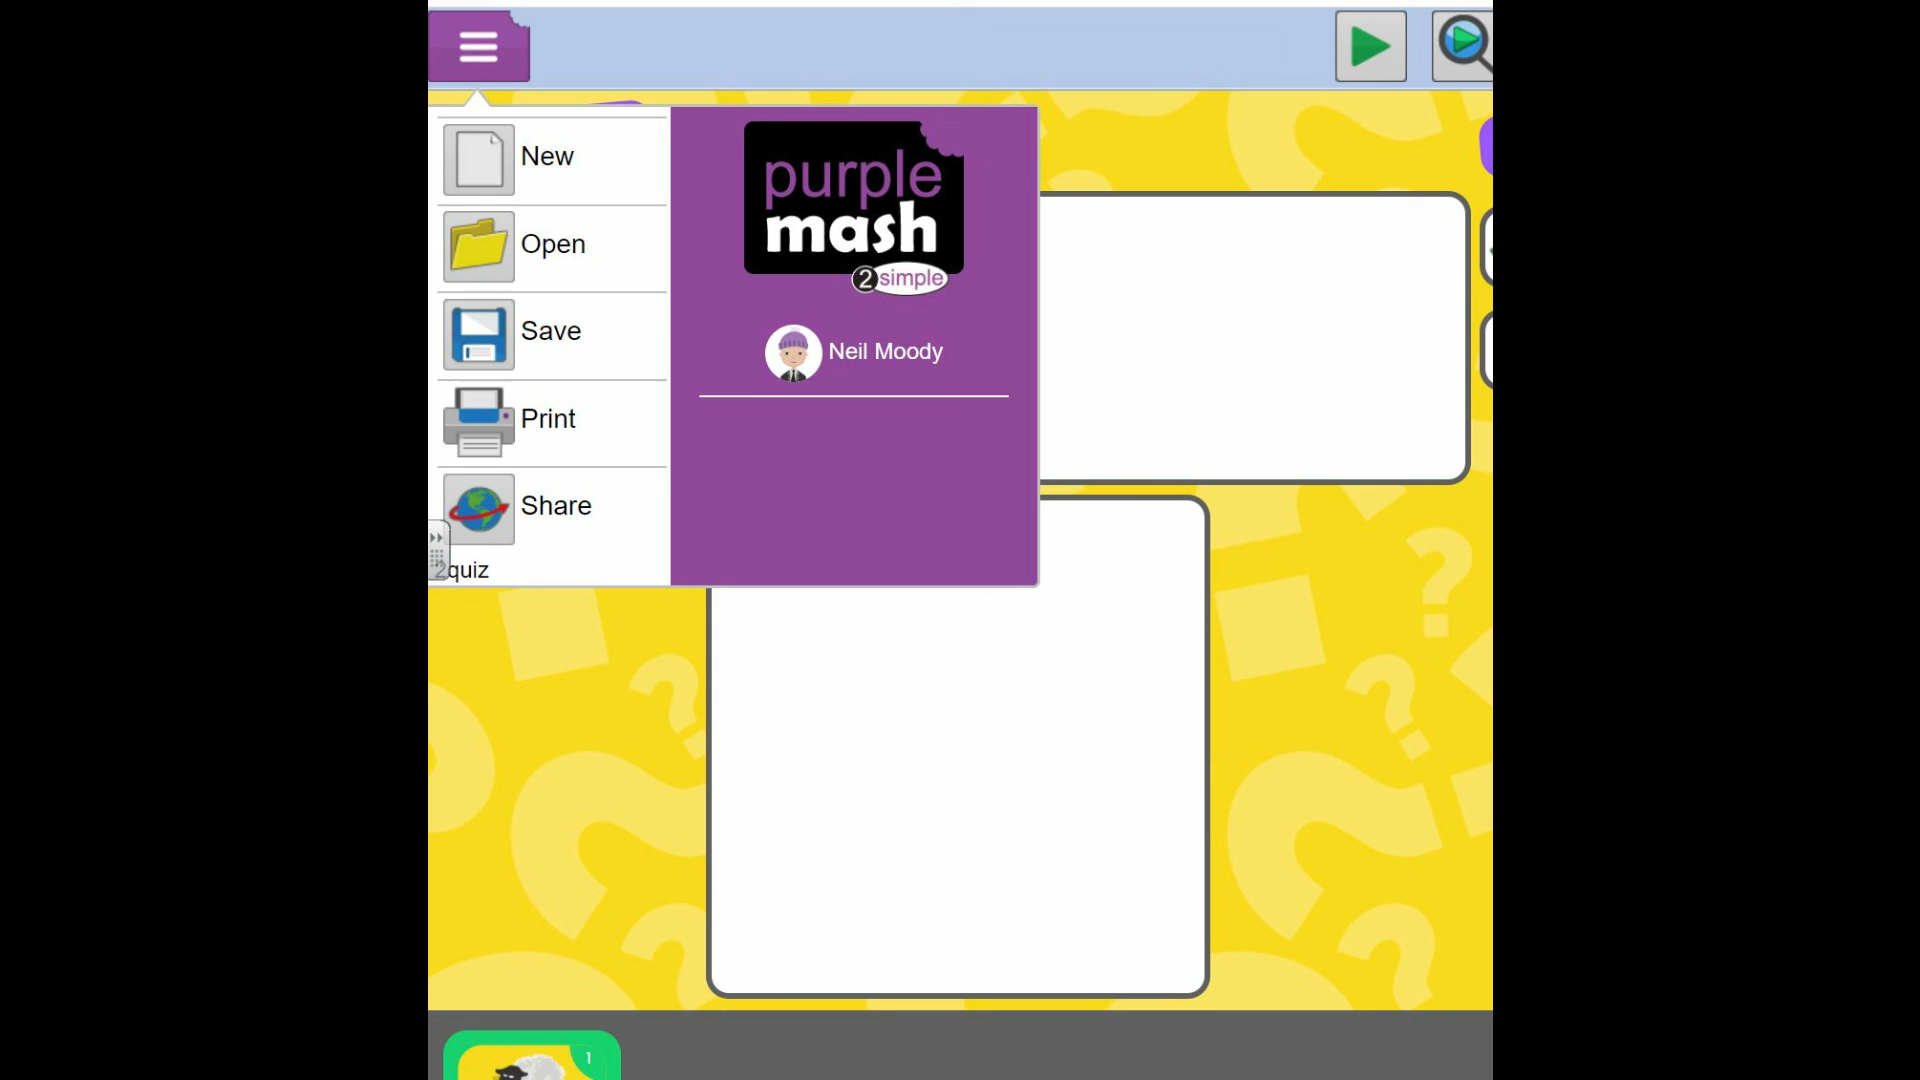 New
Open
Save
Print
Share
2quiz
purple
mash
2simple
Neil Moody
1